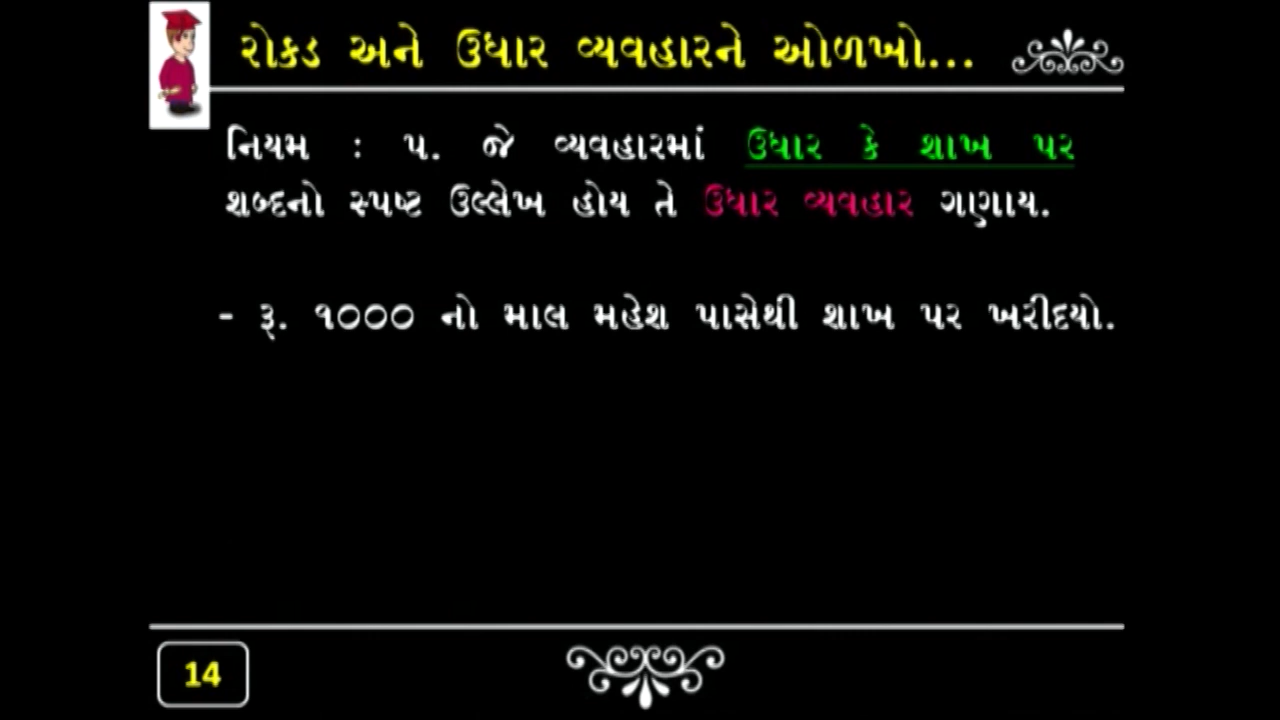 રોકડ અને ઉધાર વ્યવહારને ઓળખો...
નિયમ : ૫. જે વ્યવહારમાં ઉધાર કે શાખ પર
શબ્દનો સ્પષ્ટ ઉલ્લેખ હોય તે ઉધાર વ્યવહાર ગણાય.
- રૂ. ૧૦૦૦ નો માલ મહેશ પાસેથી શાખ પર ખરીદયો.
14